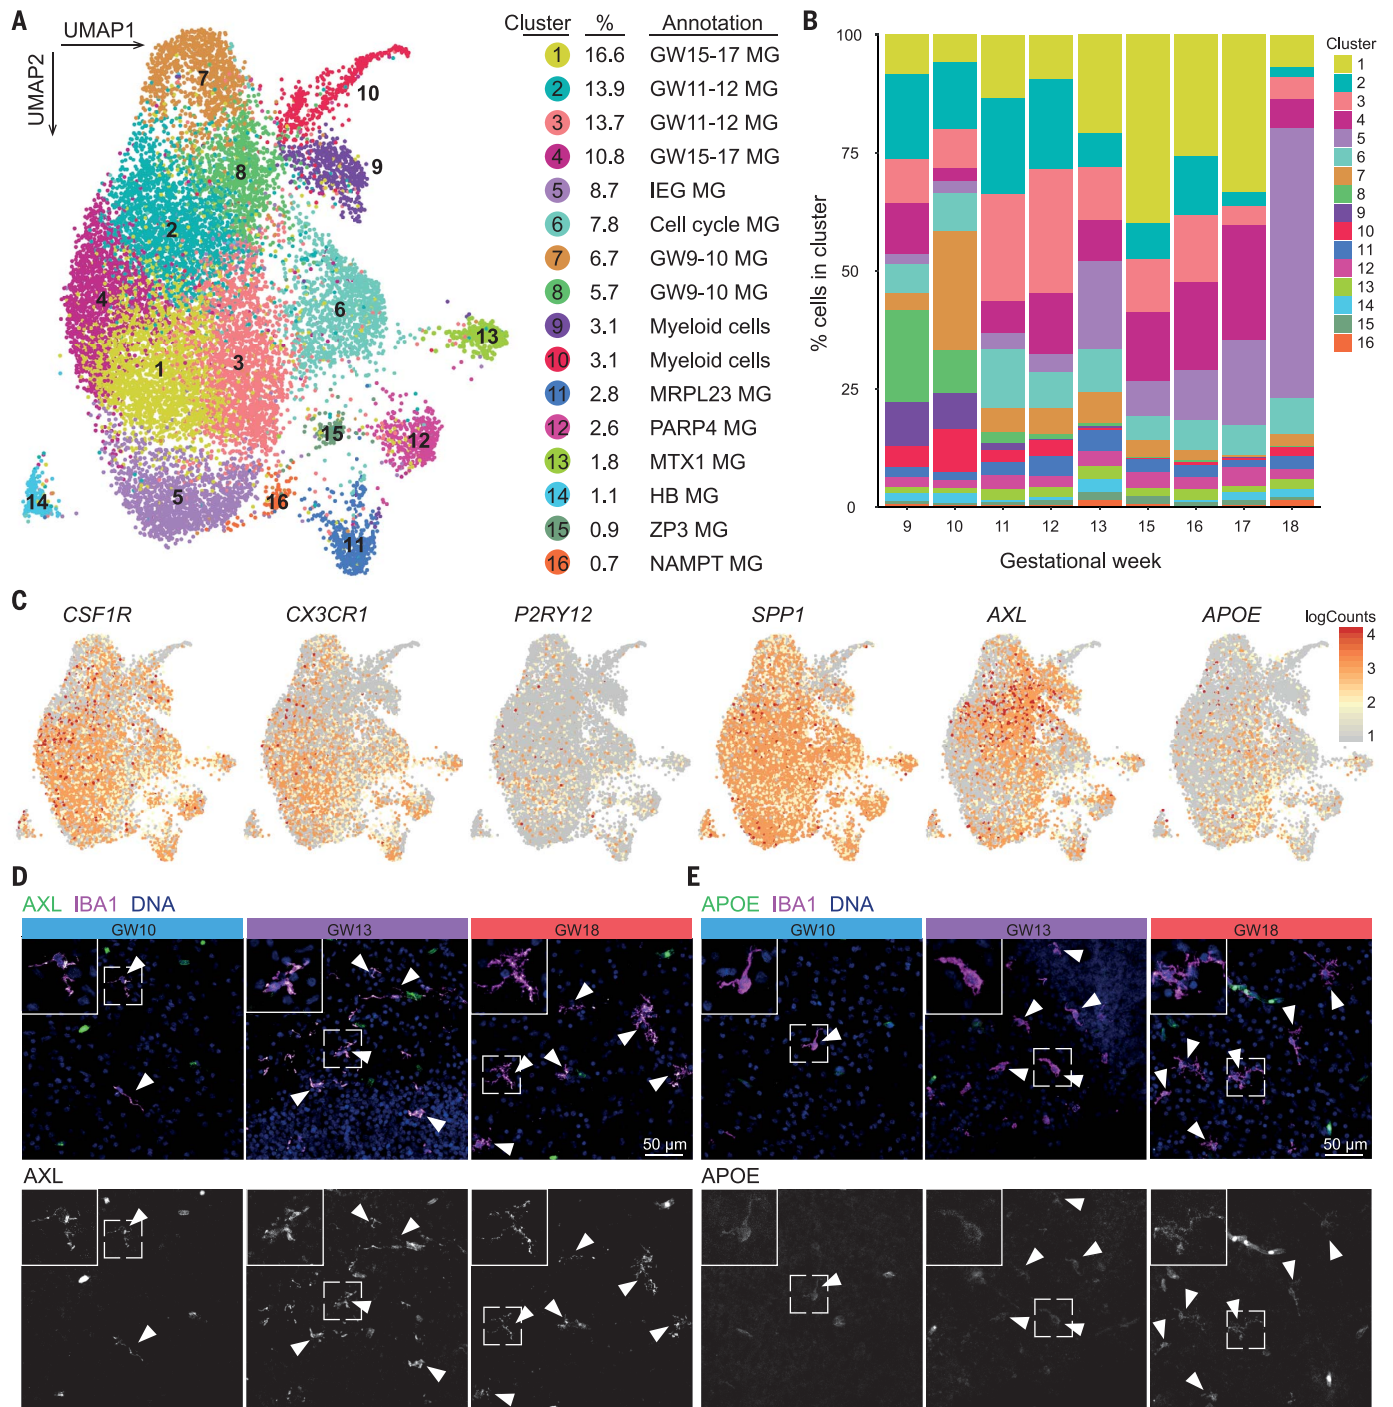 A
UMAP1
UMAP2
7
10
9
8
2
4
6
1
3
13
15
12
5
16
14
11
Cluster % Annotation
1 16.6 GW15-17 MG
2 13.9 GW11-12 MG
3 13.7 GW11-12 MG
4 10.8 GW15-17 MG
5 8.7 IEG MG
6 7.8 Cell cycle MG
7 6.7 GW9-10 MG
8 5.7 GW9-10 MG
9 3.1 Myeloid cells
10 3.1 Myeloid cells
11 2.8 MRPL23 MG
12 2.6 PARP4 MG
13 1.8 MTX1 MG
14 1.1 HB MG
15 0.9 ZP3 MG
16 0.7 NAMPT MG
B
100
75
50
25
0
% cells in cluster
9 10 11 12 13 15 16 17 18
Gestational week
Cluster
1
2
3
4
5
6
7
8
9
10
11
12
13
14
15
16
C
CSF1R CX3CR1 P2RY12 SPP1 AXL APOE
logCounts
4
3
2
1
D
AXL IBA1 DNA
GW10 GW13 GW18
50 µm
AXL
E
APOE IBA1 DNA
GW10 GW13 GW18
50 µm
APOE